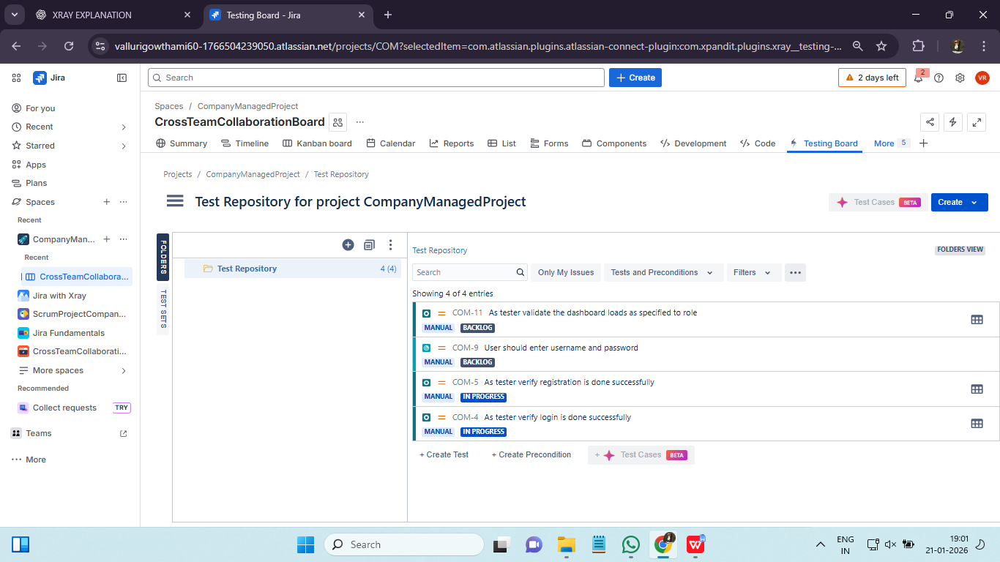 XRAY EXPLANATION
Testing Board - Jira
vallurigowthami60-1766504239050.atlassian.net/projects/COM?selectedItem=com.atlassian.plugins.atlassian-connect-plugin:com.xpandit.plugins.xray__testing-...
Jira
Search
Create
2 days left
2
VR
For you
Recent
Starred
Apps
Plans
Spaces
Recent
CompanyMan...
Recent
CrossTeamCollabora...
Jira with Xray
ScrumProjectCompan...
Jira Fundamentals
CrossTeamCollaborati...
More spaces
Recommended
Collect requests TRY
Teams
More
Spaces / CompanyManagedProject
CrossTeamCollaborationBoard
Summary Timeline Kanban board Calendar Reports List Forms Components Development Code Testing Board More 5
Projects / CompanyManagedProject / Test Repository
Test Repository for project CompanyManagedProject
Test Cases BETA
Create
FOLDERS
TEST SETS
Test Repository 4 (4)
Test Repository
FOLDERS VIEW
Search Only My Issues Tests and Preconditions Filters
Showing 4 of 4 entries
COM-11 As tester validate the dashboard loads as specified to role
MANUAL BACKLOG
COM-9 User should enter username and password
MANUAL BACKLOG
COM-5 As tester verify registration is done successfully
MANUAL IN PROGRESS
COM-4 As tester verify login is done successfully
MANUAL IN PROGRESS
+ Create Test + Create Precondition + Test Cases BETA
Search
ENG
IN
19:01
21-01-2026